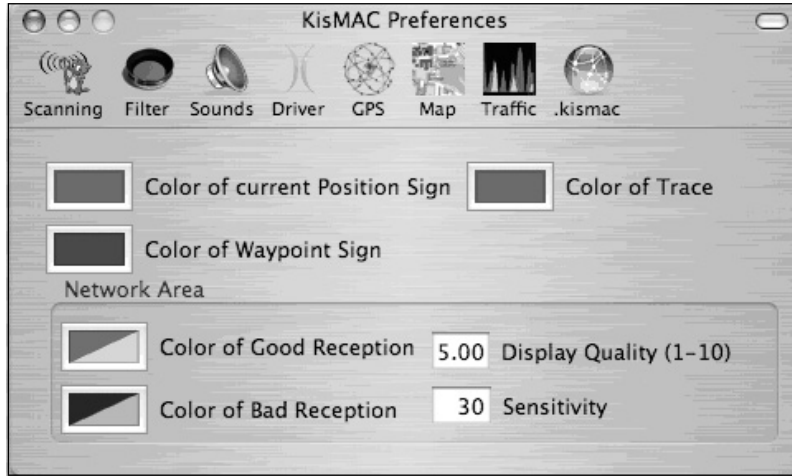 KisMAC Preferences
Scanning Filter Sounds Driver GPS Map Traffic .kismac
Color of current Position Sign Color of Trace
Color of Waypoint Sign
Network Area
Color of Good Reception 5.00 Display Quality (1-10)
Color of Bad Reception 30 Sensitivity